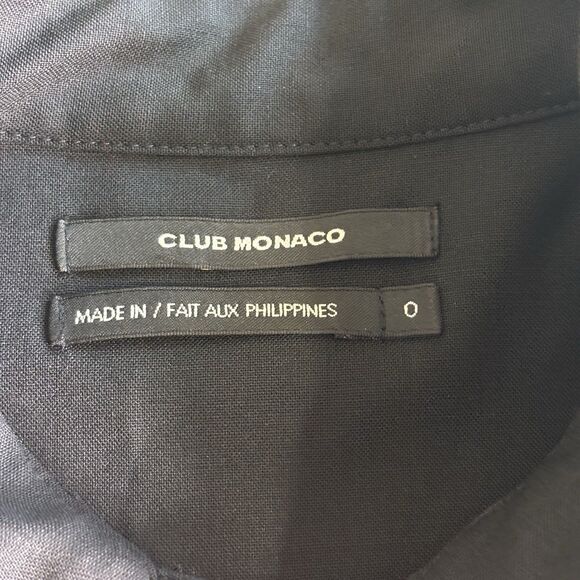 CLUB MONACO
MADE IN / FAIT AUX PHILIPPINES 0